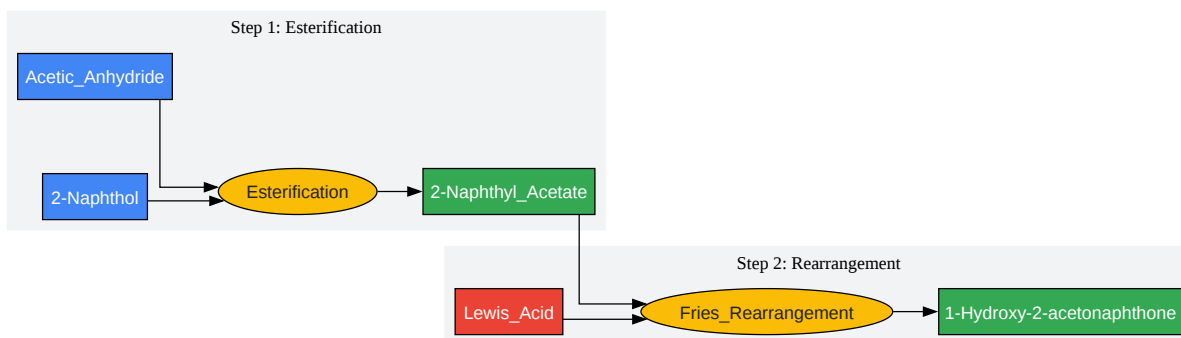 Step 1: Esterification
Acetic_Anhydride
2-Naphthol
Esterification
2-Naphthyl_Acetate
Step 2: Rearrangement
Lewis_Acid
Fries_Rearrangement
1-Hydroxy-2-acetonaphthone